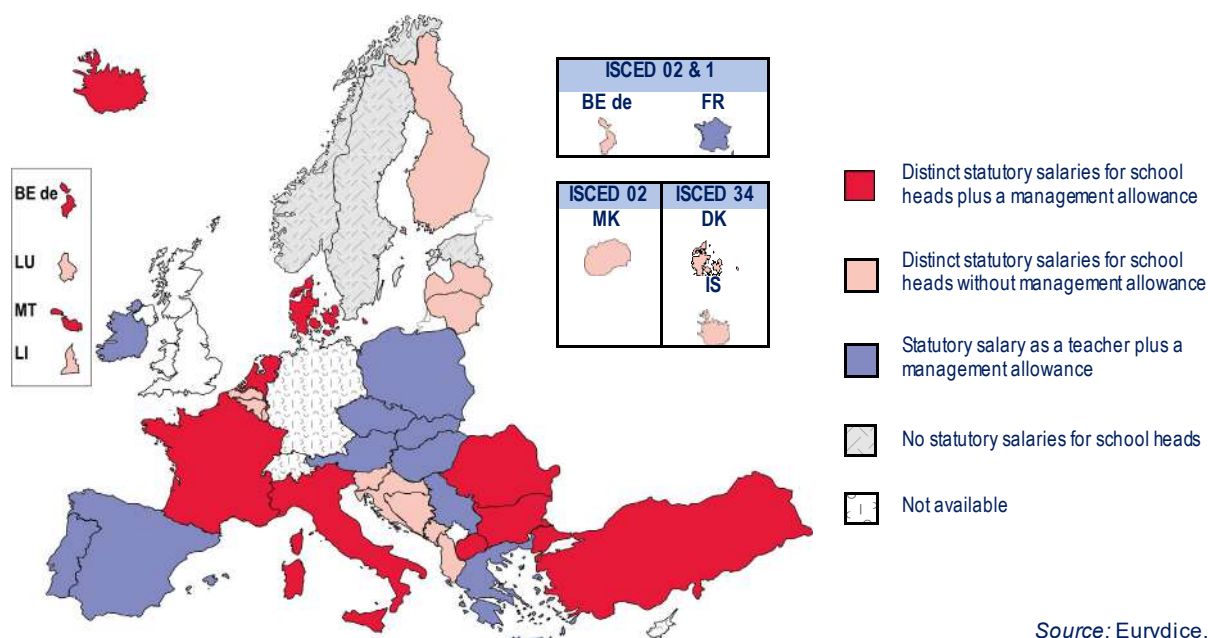 BE de
LU
MT
LI
ISCED 02 & 1
BE de FR
ISCED 02 ISCED 34
MK DK
IS
Distinct statutory salaries for school
heads plus a management allowance
Distinct statutory salaries for school
heads without management allowance
Statutory salary as a teacher plus a
management allowance
No statutory salaries for school heads
Not available
Source: Eurydice.